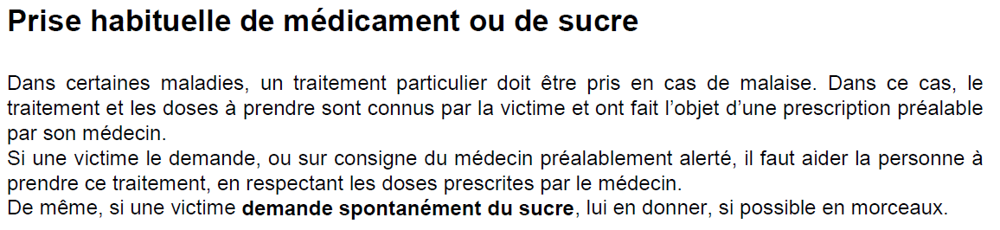 Prise habituelle de médicament ou de sucre
Dans certaines maladies, un traitement particulier doit être pris en cas de malaise. Dans ce cas, le
traitement et les doses à prendre sont connus par la victime et ont fait l’objet d’une prescription préalable
par son médecin.
Si une victime le demande, ou sur consigne du médecin préalablement alerté, il faut aider la personne à
prendre ce traitement, en respectant les doses prescrites par le médecin.
De même, si une victime demande spontanément du sucre, lui en donner, si possible en morceaux.